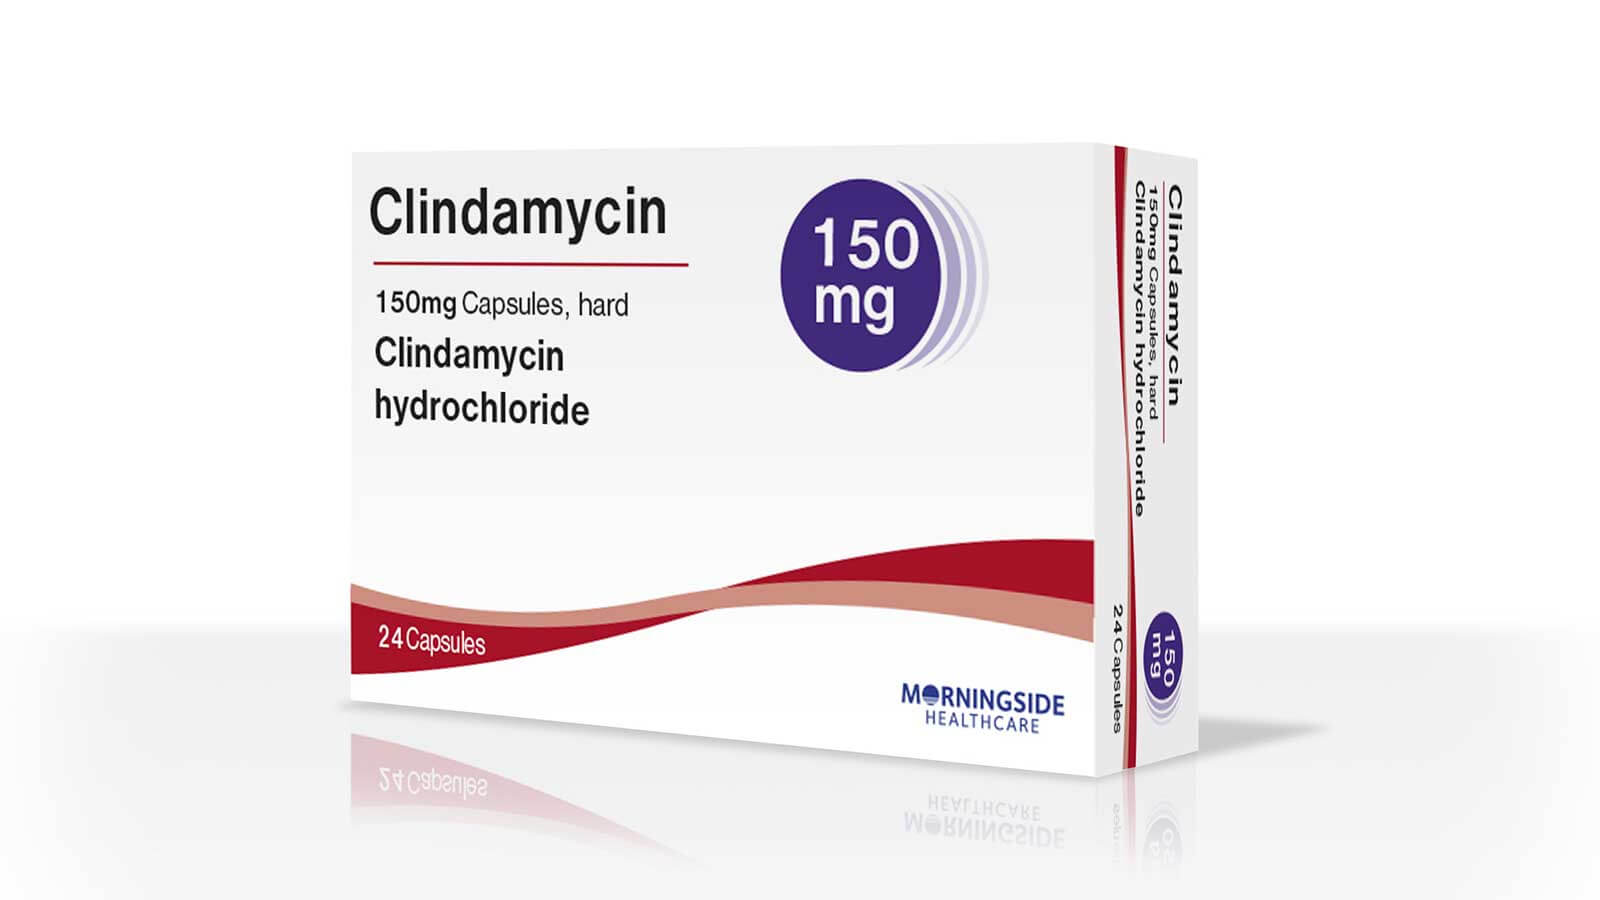 Clindamycin
150mg Capsules, hard
Clindamycin
hydrochloride
150
mg
24 Capsules
MORNINGSIDE
HEALTHCARE
Clindamycin
150mg Capsules, hard
Clindamycin hydrochloride
24 Capsules
150
mg